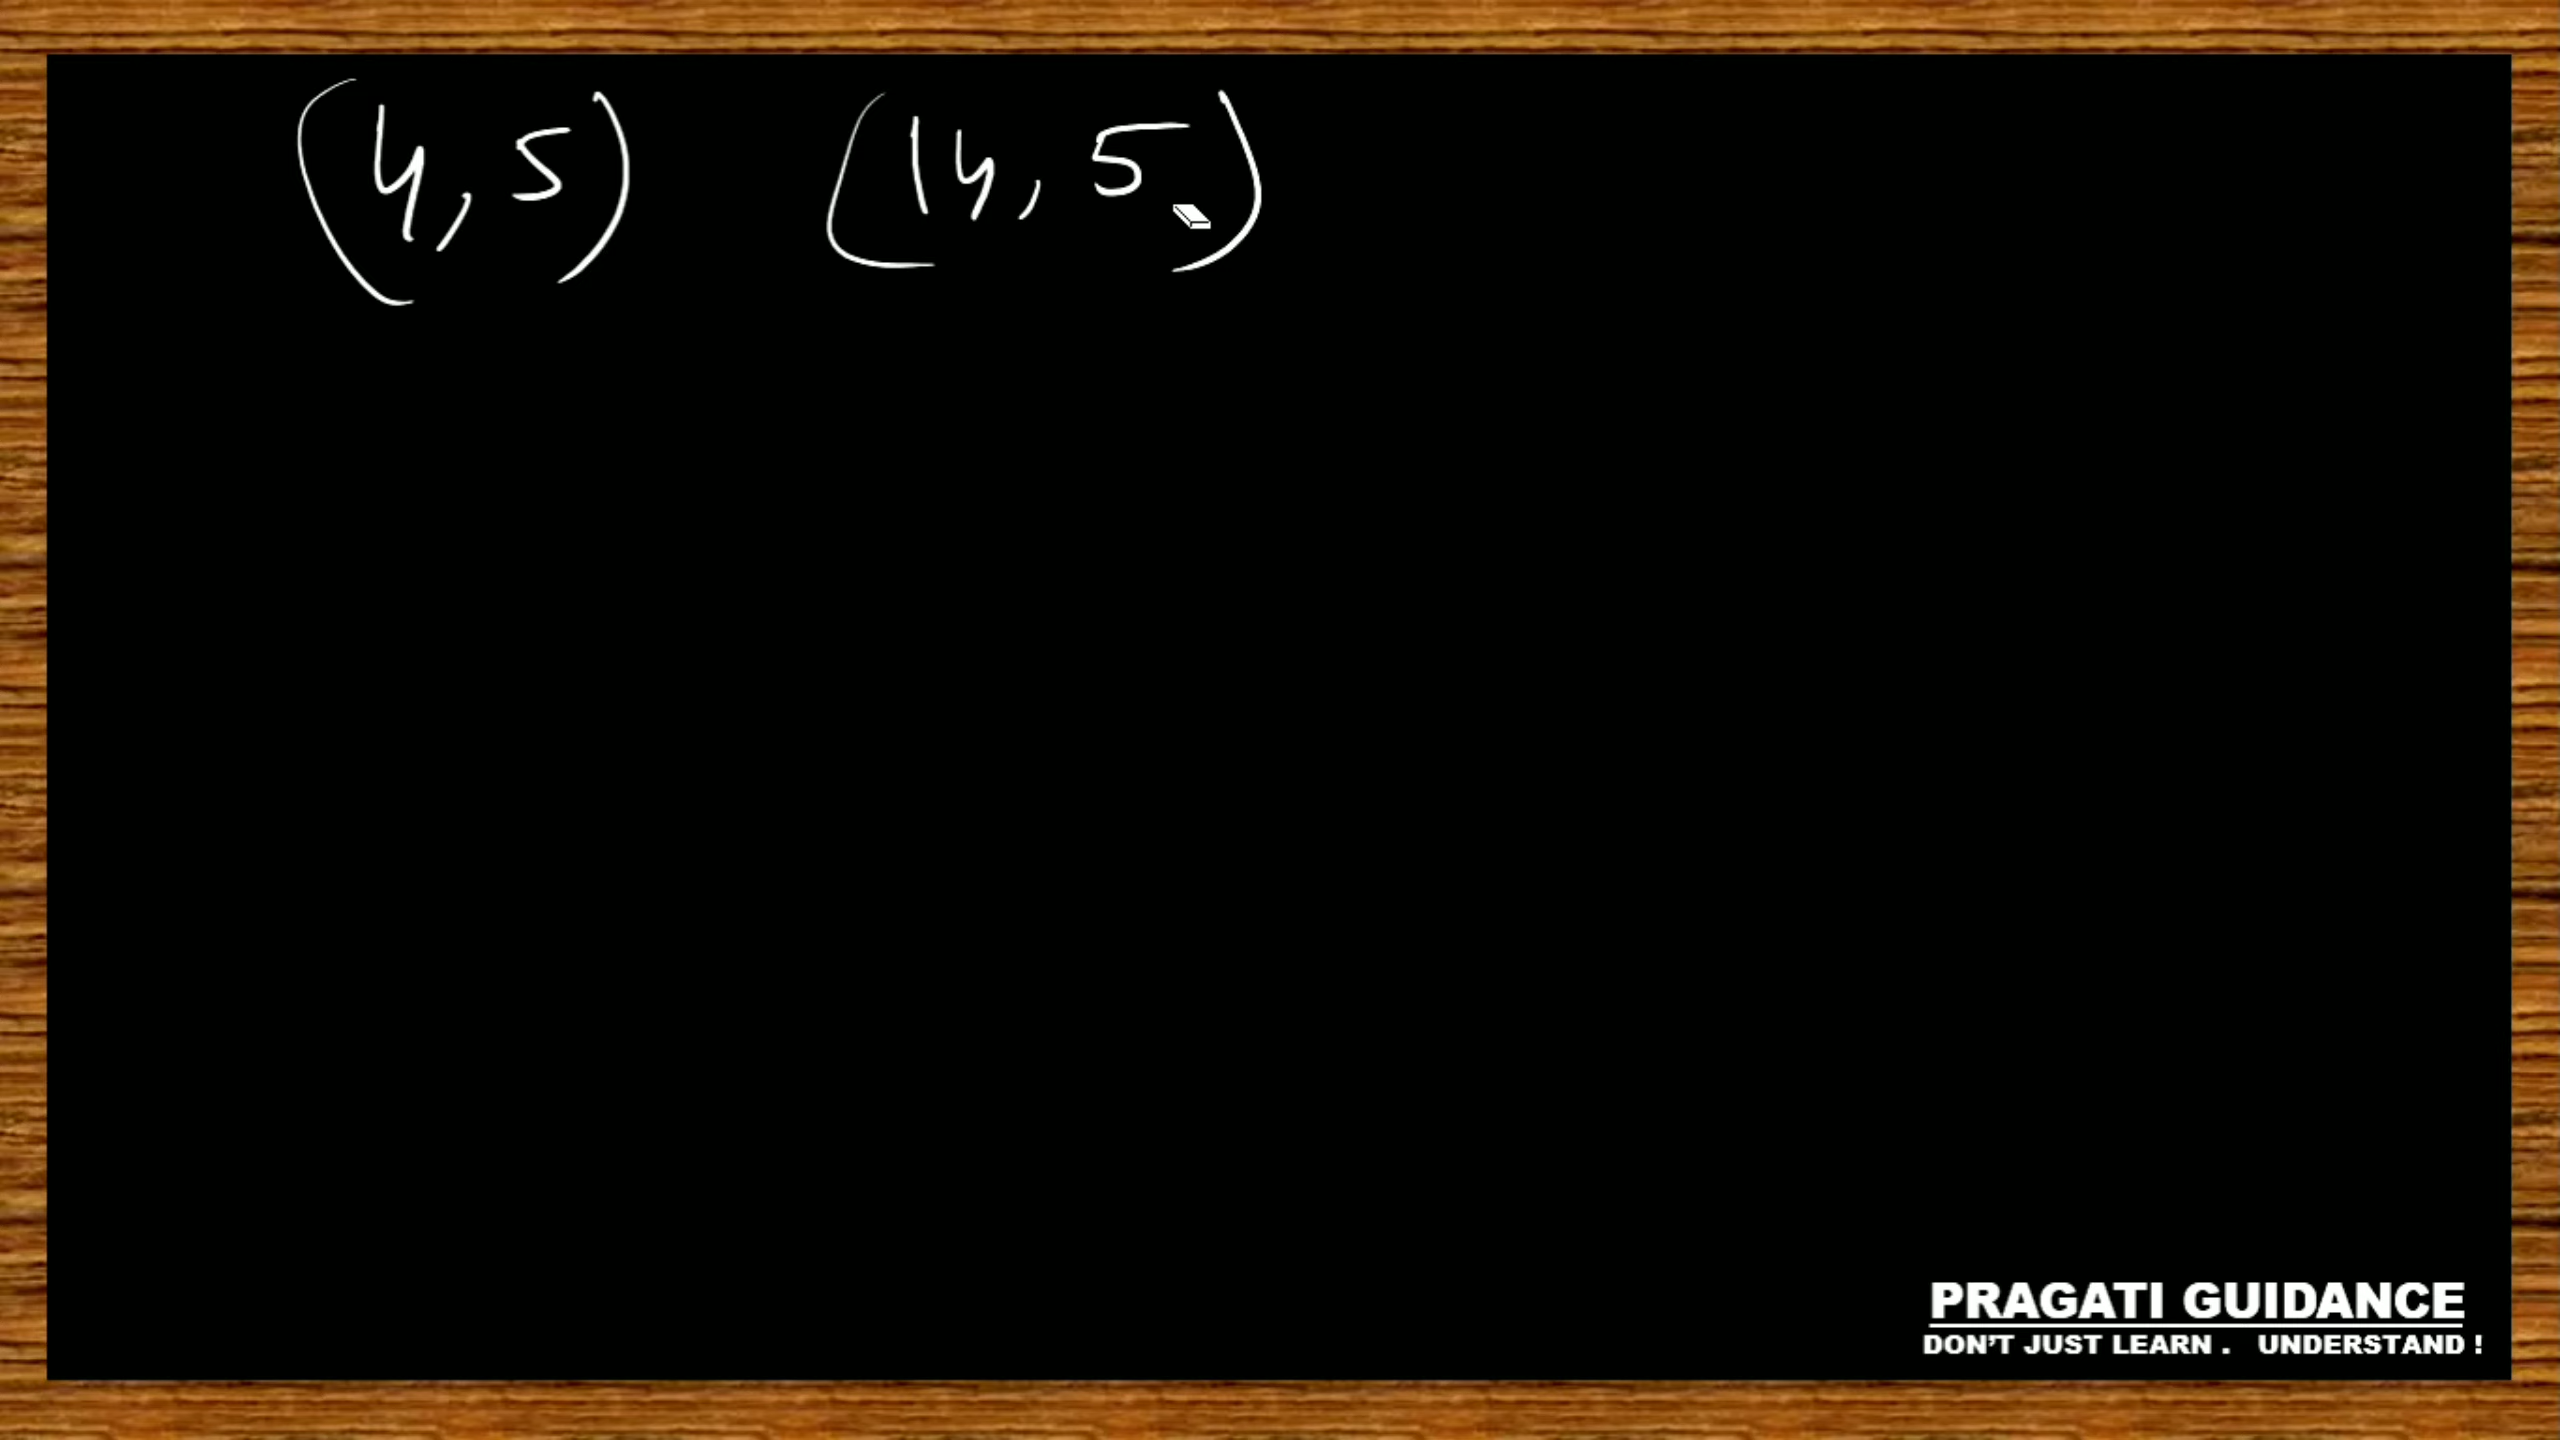 (4, 5) (14, 5)
PRAGATI GUIDANCE
DON'T JUST LEARN . UNDERSTAND !